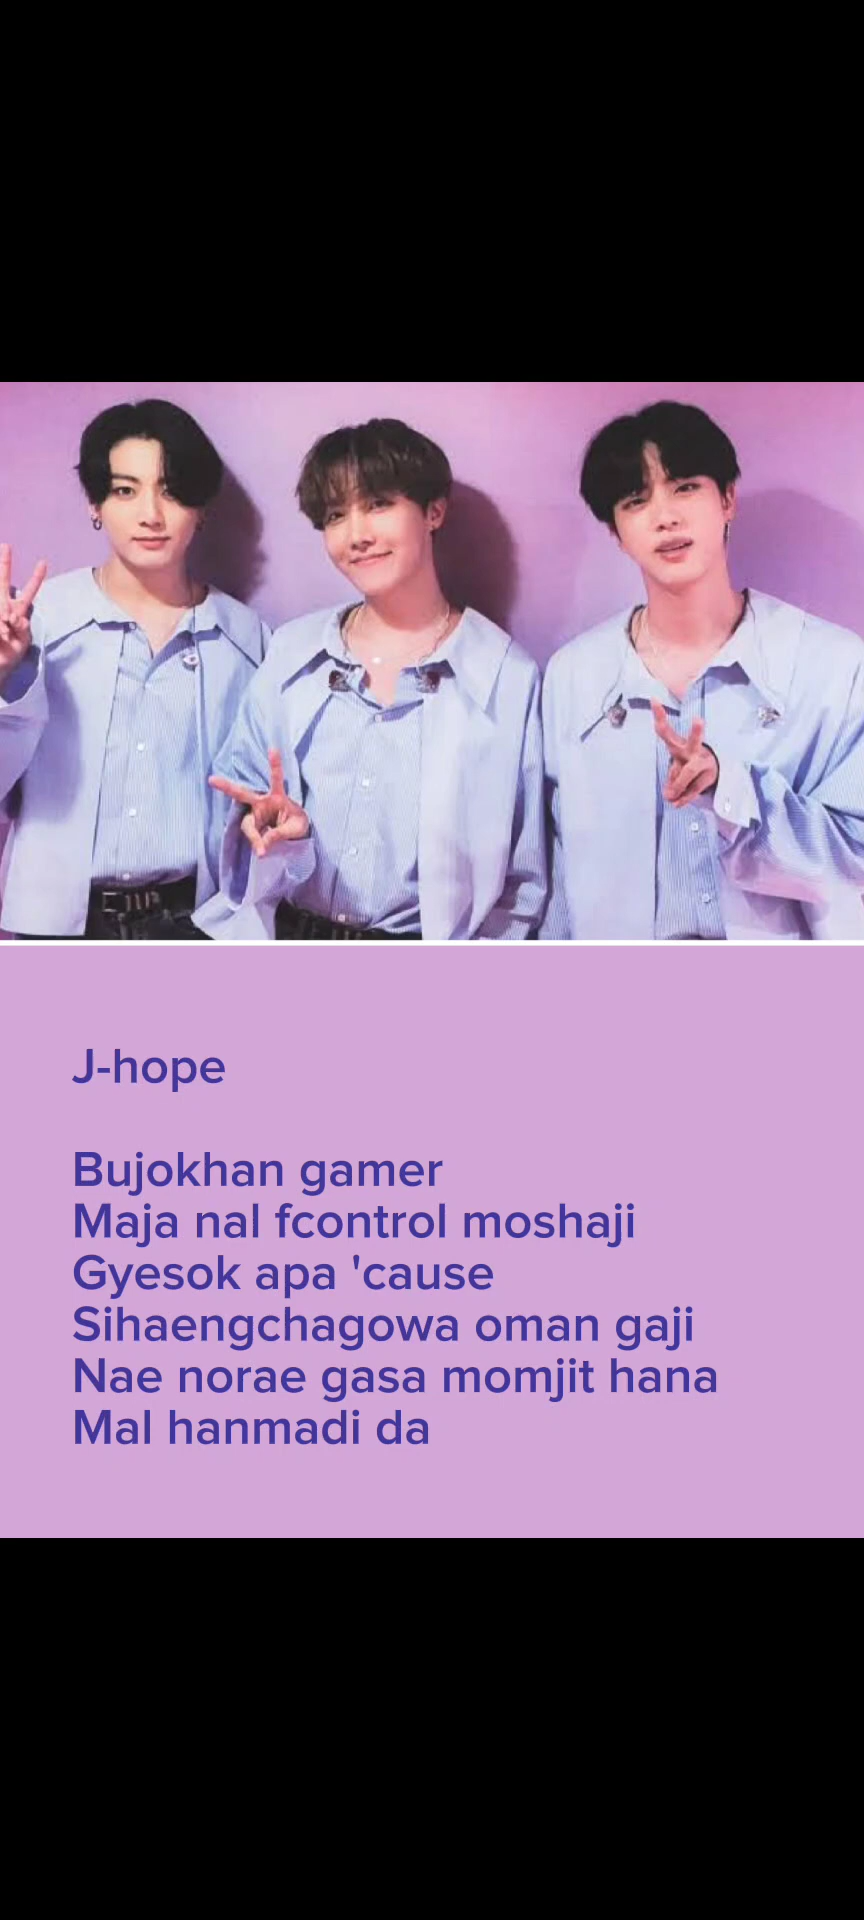 J-hope
Bujokhan gamer
Maja nal fcontrol moshaji
Gyesok apa 'cause
Sihaengchagowa oman gaji
Nae norae gasa momjit hana
Mal hanmadi da